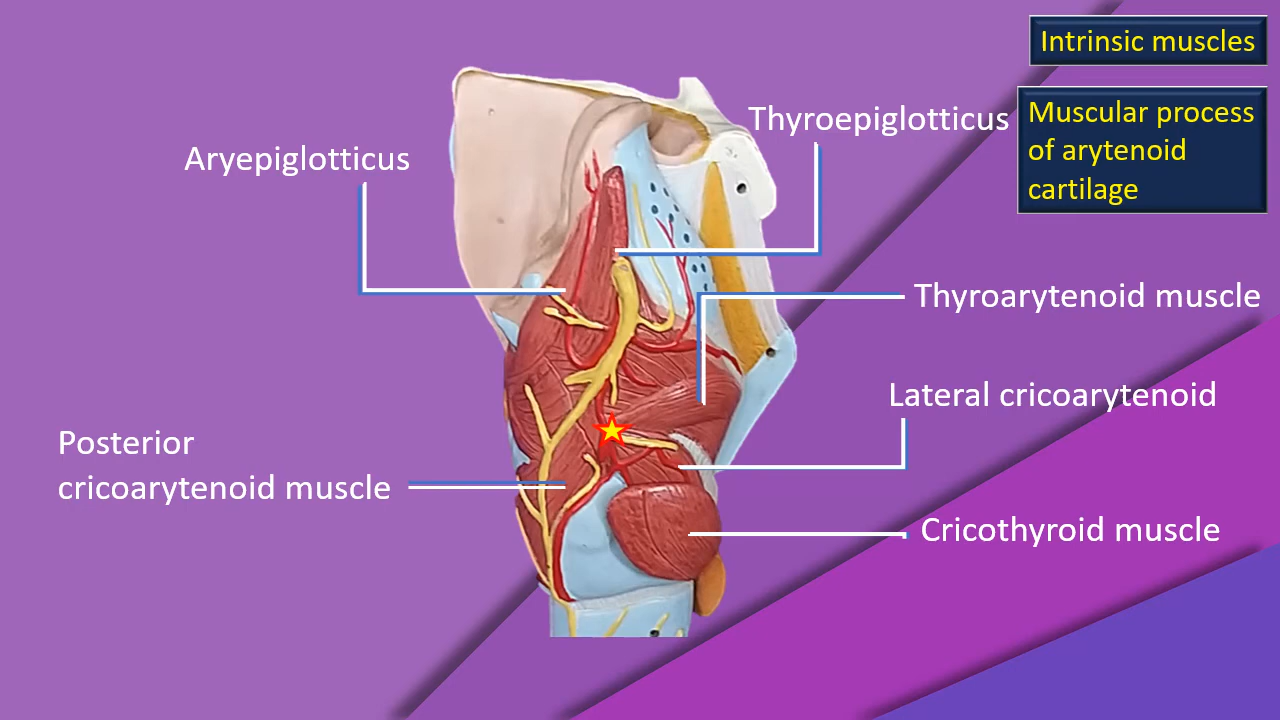 Intrinsic muscles
Muscular process
of arytenoid
cartilage
Thyroepiglotticus
Aryepiglotticus
Thyroarytenoid muscle
Lateral cricoarytenoid
Posterior
cricoarytenoid muscle
Cricothyroid muscle